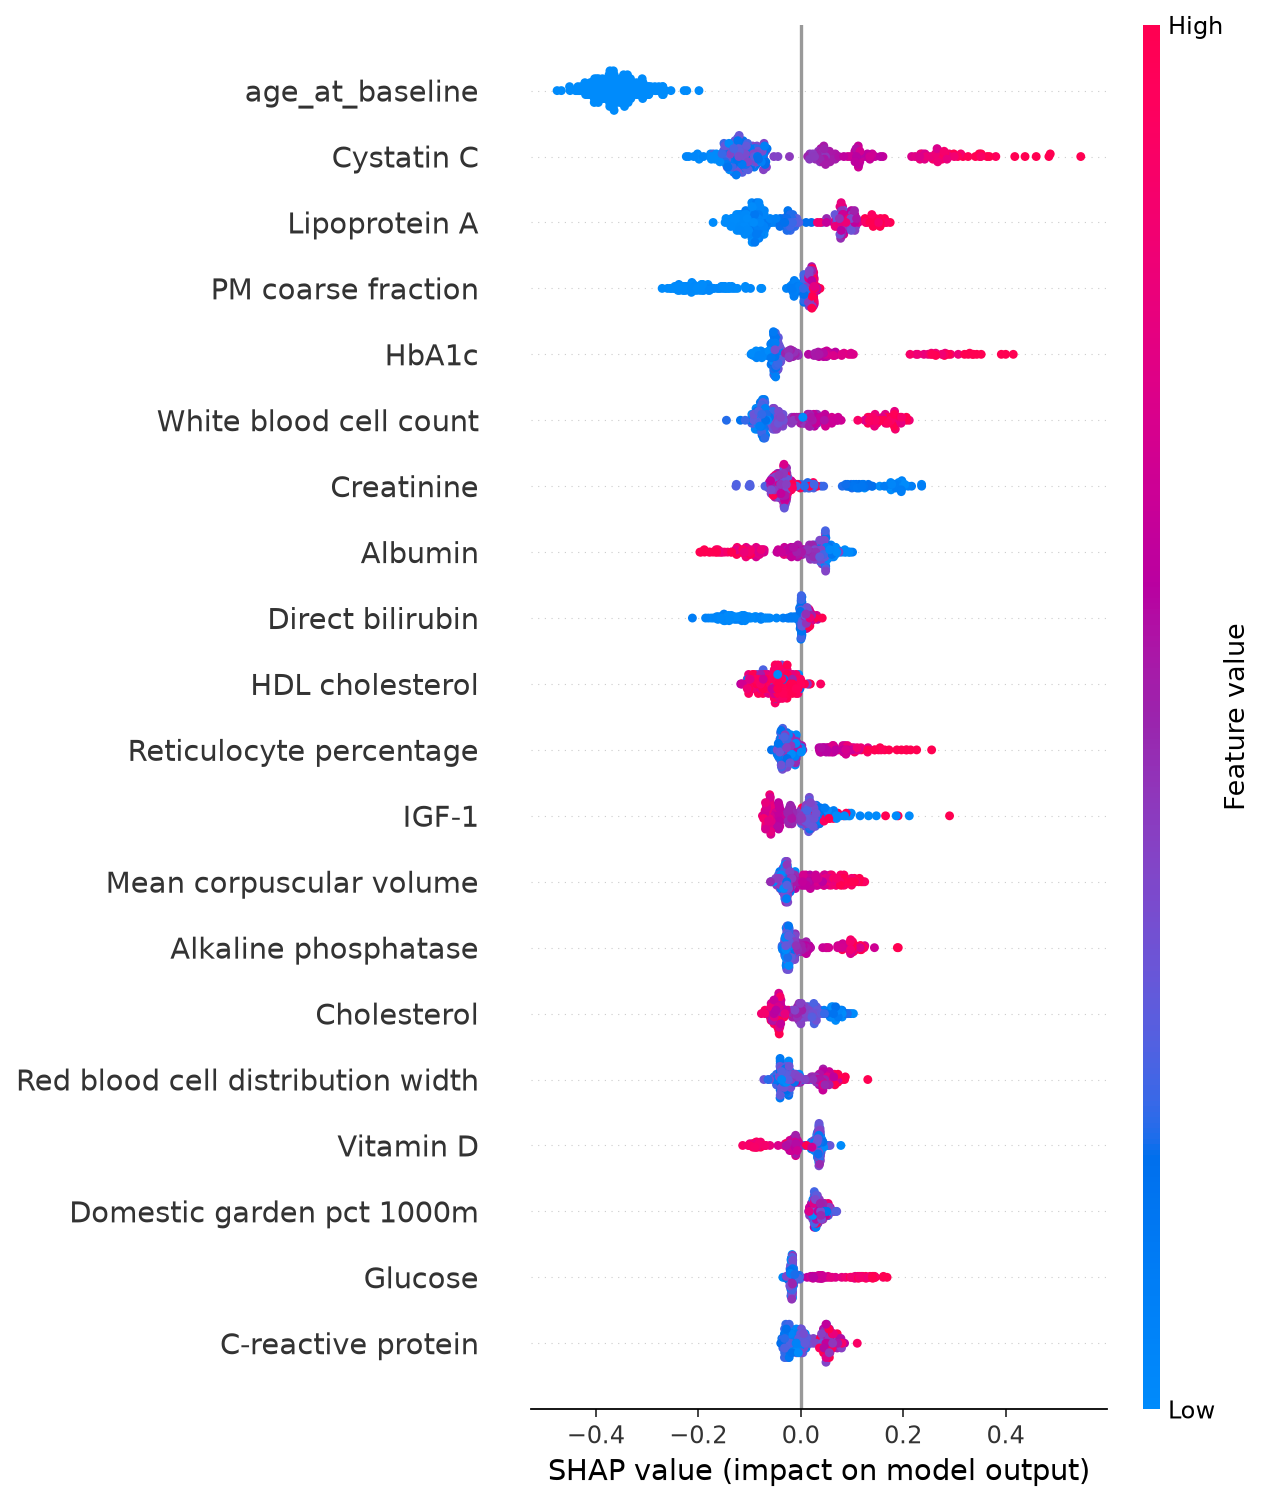 High
age_at_baseline
Cystatin C
Lipoprotein A
PM coarse fraction
HbA1c
White blood cell count
Creatinine
Albumin
Direct bilirubin
HDL cholesterol
Reticulocyte percentage
IGF-1
Mean corpuscular volume
Alkaline phosphatase
Cholesterol
Red blood cell distribution width
Vitamin D
Domestic garden pct 1000m
Glucose
C-reactive protein
Feature value
Low
−0.4 −0.2 0.0 0.2 0.4
SHAP value (impact on model output)